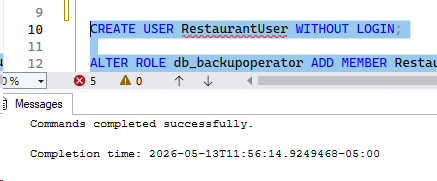 9
10 CREATE USER RestaurantUser WITHOUT LOGIN;
11
12 ALTER ROLE db_backupoperator ADD MEMBER Restau
0 % 5 0
Messages
Commands completed successfully.
Completion time: 2026-05-13T11:56:14.9249468-05:00